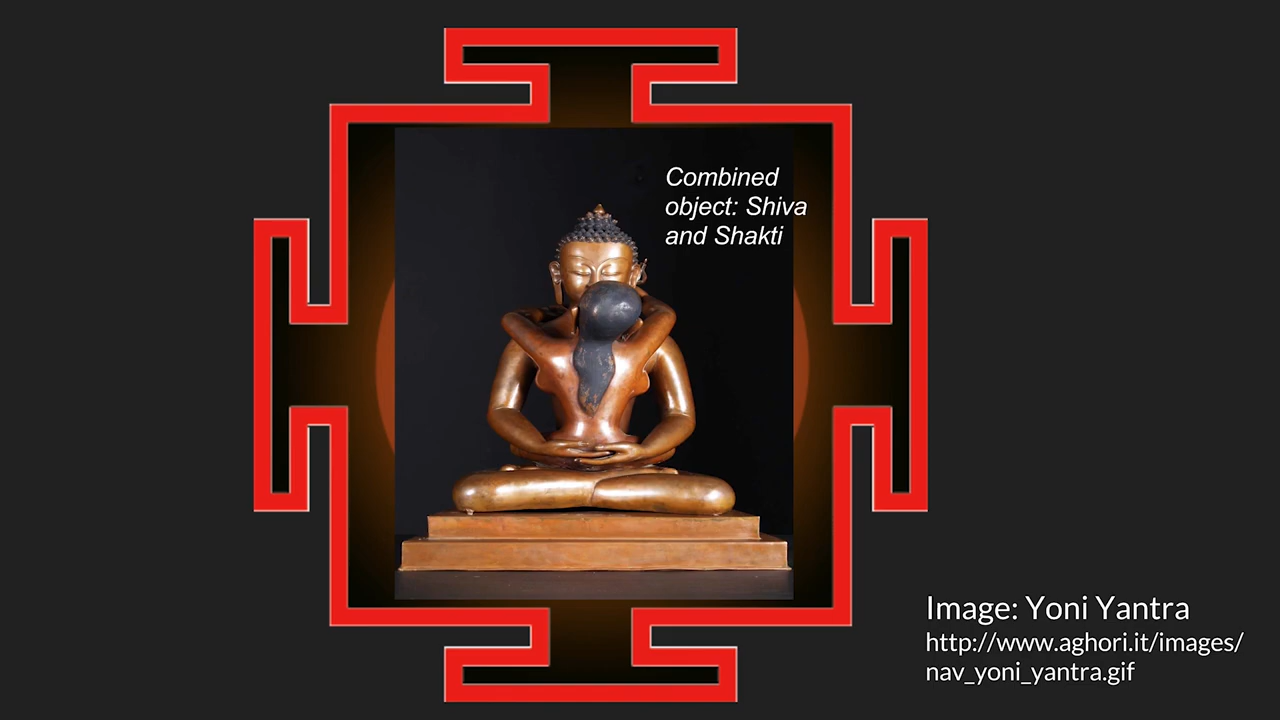 Combined
object: Shiva
and Shakti
Image: Yoni Yantra
http://www.aghori.it/images/
nav_yoni_yantra.gif